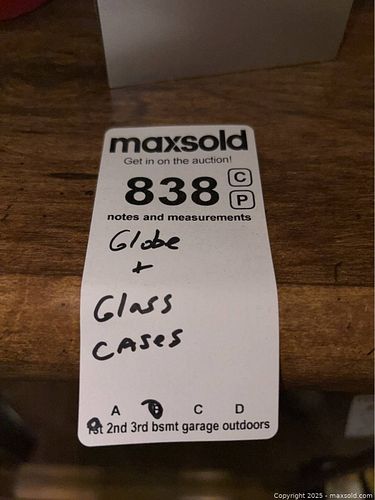 maxsold
Get in on the auction!
838 C
P
notes and measurements
Globe
+
Glass
CASES
A B C D
1st 2nd 3rd bsmt garage outdoors
Copyright 2025 - maxsold.com